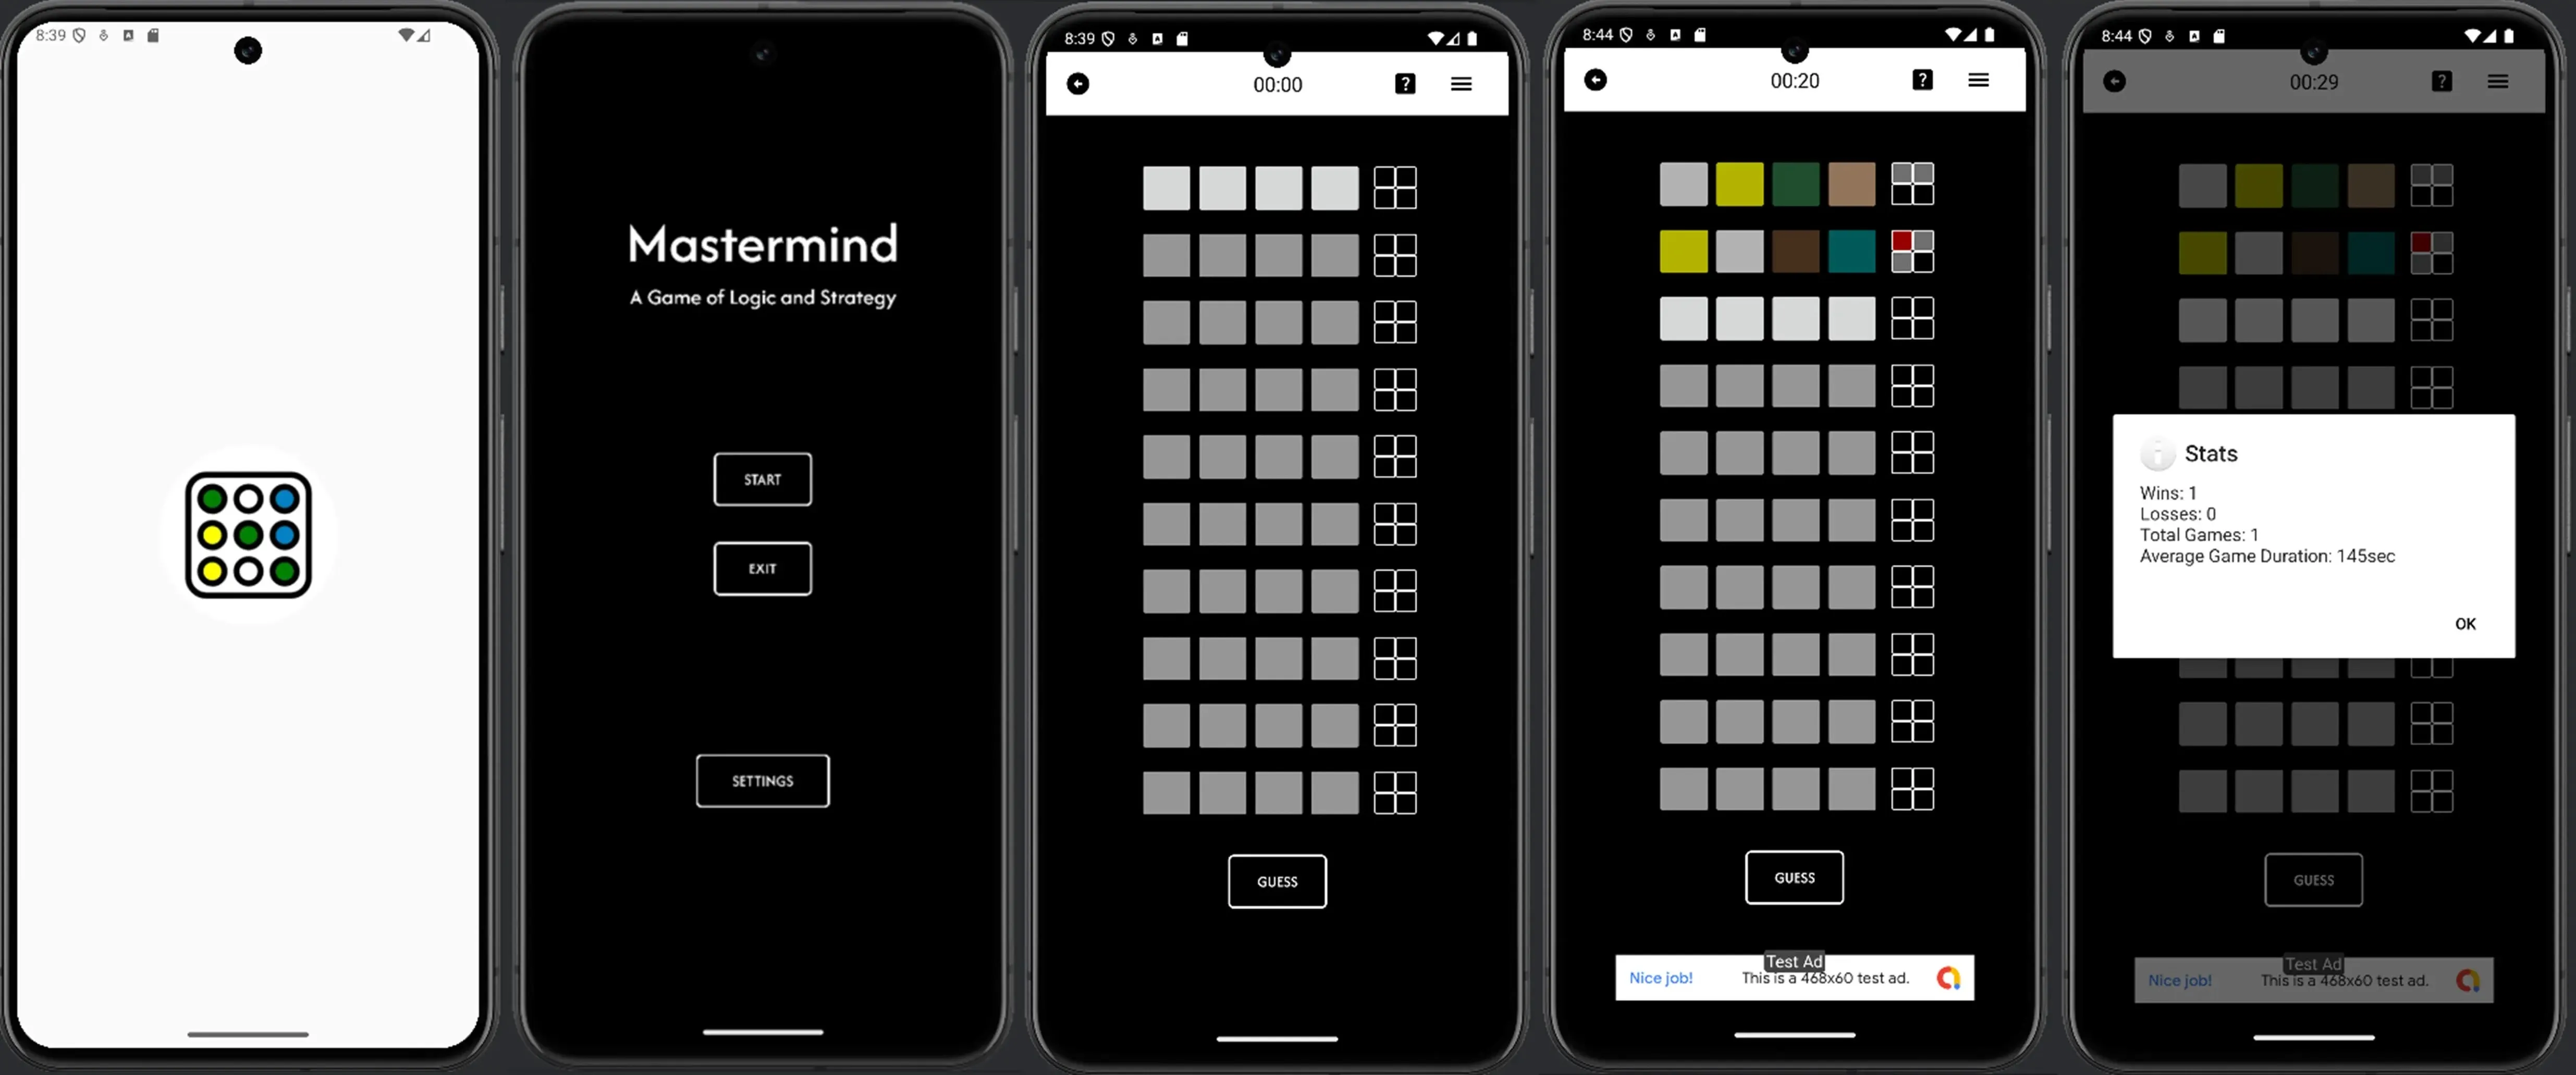 8:39
Mastermind
A Game of Logic and Strategy
START
EXIT
SETTINGS
8:39
00:00
?
GUESS
8:44
00:20
?
GUESS
Test Ad
Nice job!
This is a 468x60 test ad.
8:44
00:29
?
Stats
Wins: 1
Losses: 0
Total Games: 1
Average Game Duration: 145sec
OK
GUESS
Test Ad
Nice job!
This is a 468x60 test ad.